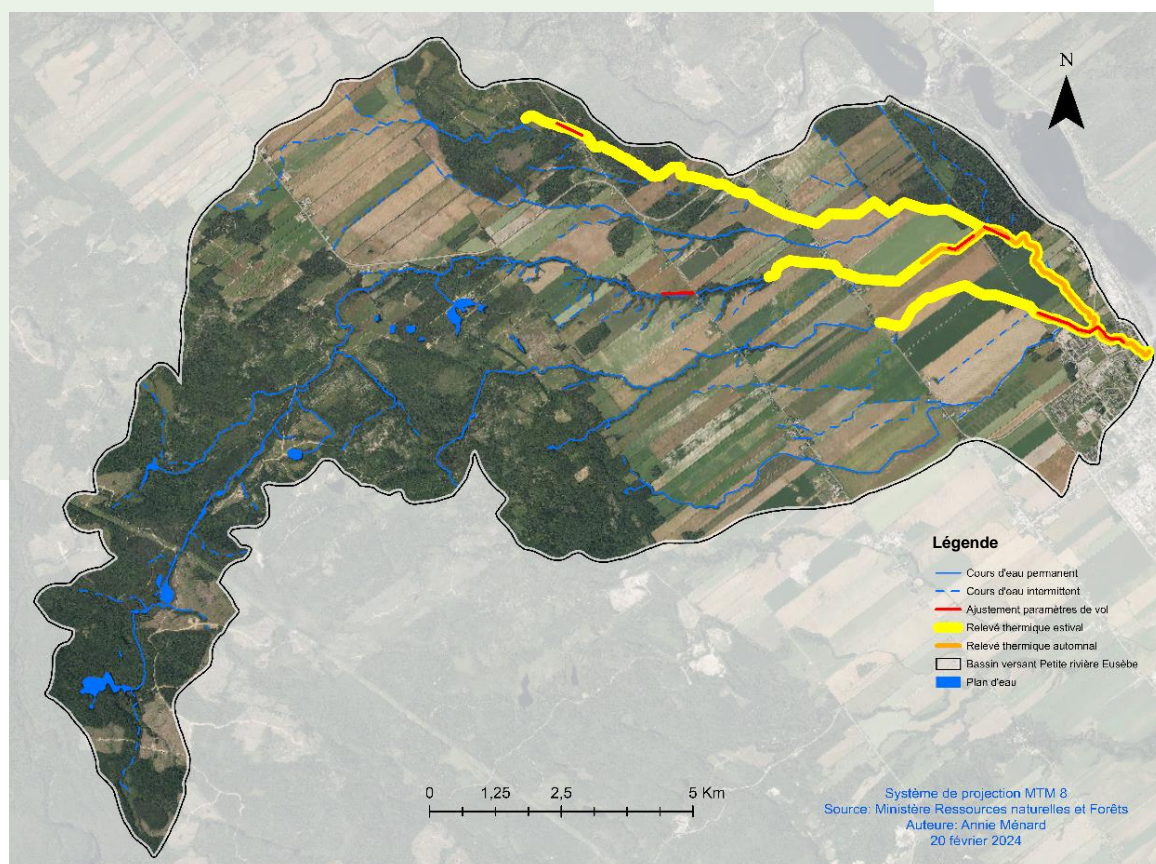 N
Légende
Cours d'eau permanent
Cours d'eau intermittent
Ajustement paramètres de vol
Relevé thermique estival
Relevé thermique automnal
Bassin versant Petite rivière Eusèbe
Plan d'eau
0 1,25 2,5 5 Km
Système de projection MTM 8
Source: Ministère Ressources naturelles et Forêts
Auteure: Annie Ménard
20 février 2024